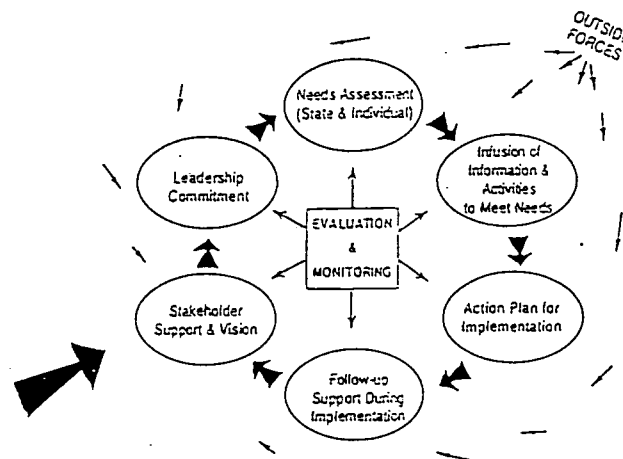 OUTSIDE
FORCES
Needs Assessment
(State & Individual)
Infusion of
Information &
Activities
to Meet Needs
Action Plan for
Implementation
Follow-up
Support During
Implementation
Stakeholder
Support & Vision
Leadership
Commitment
EVALUATION
&
MONITORING